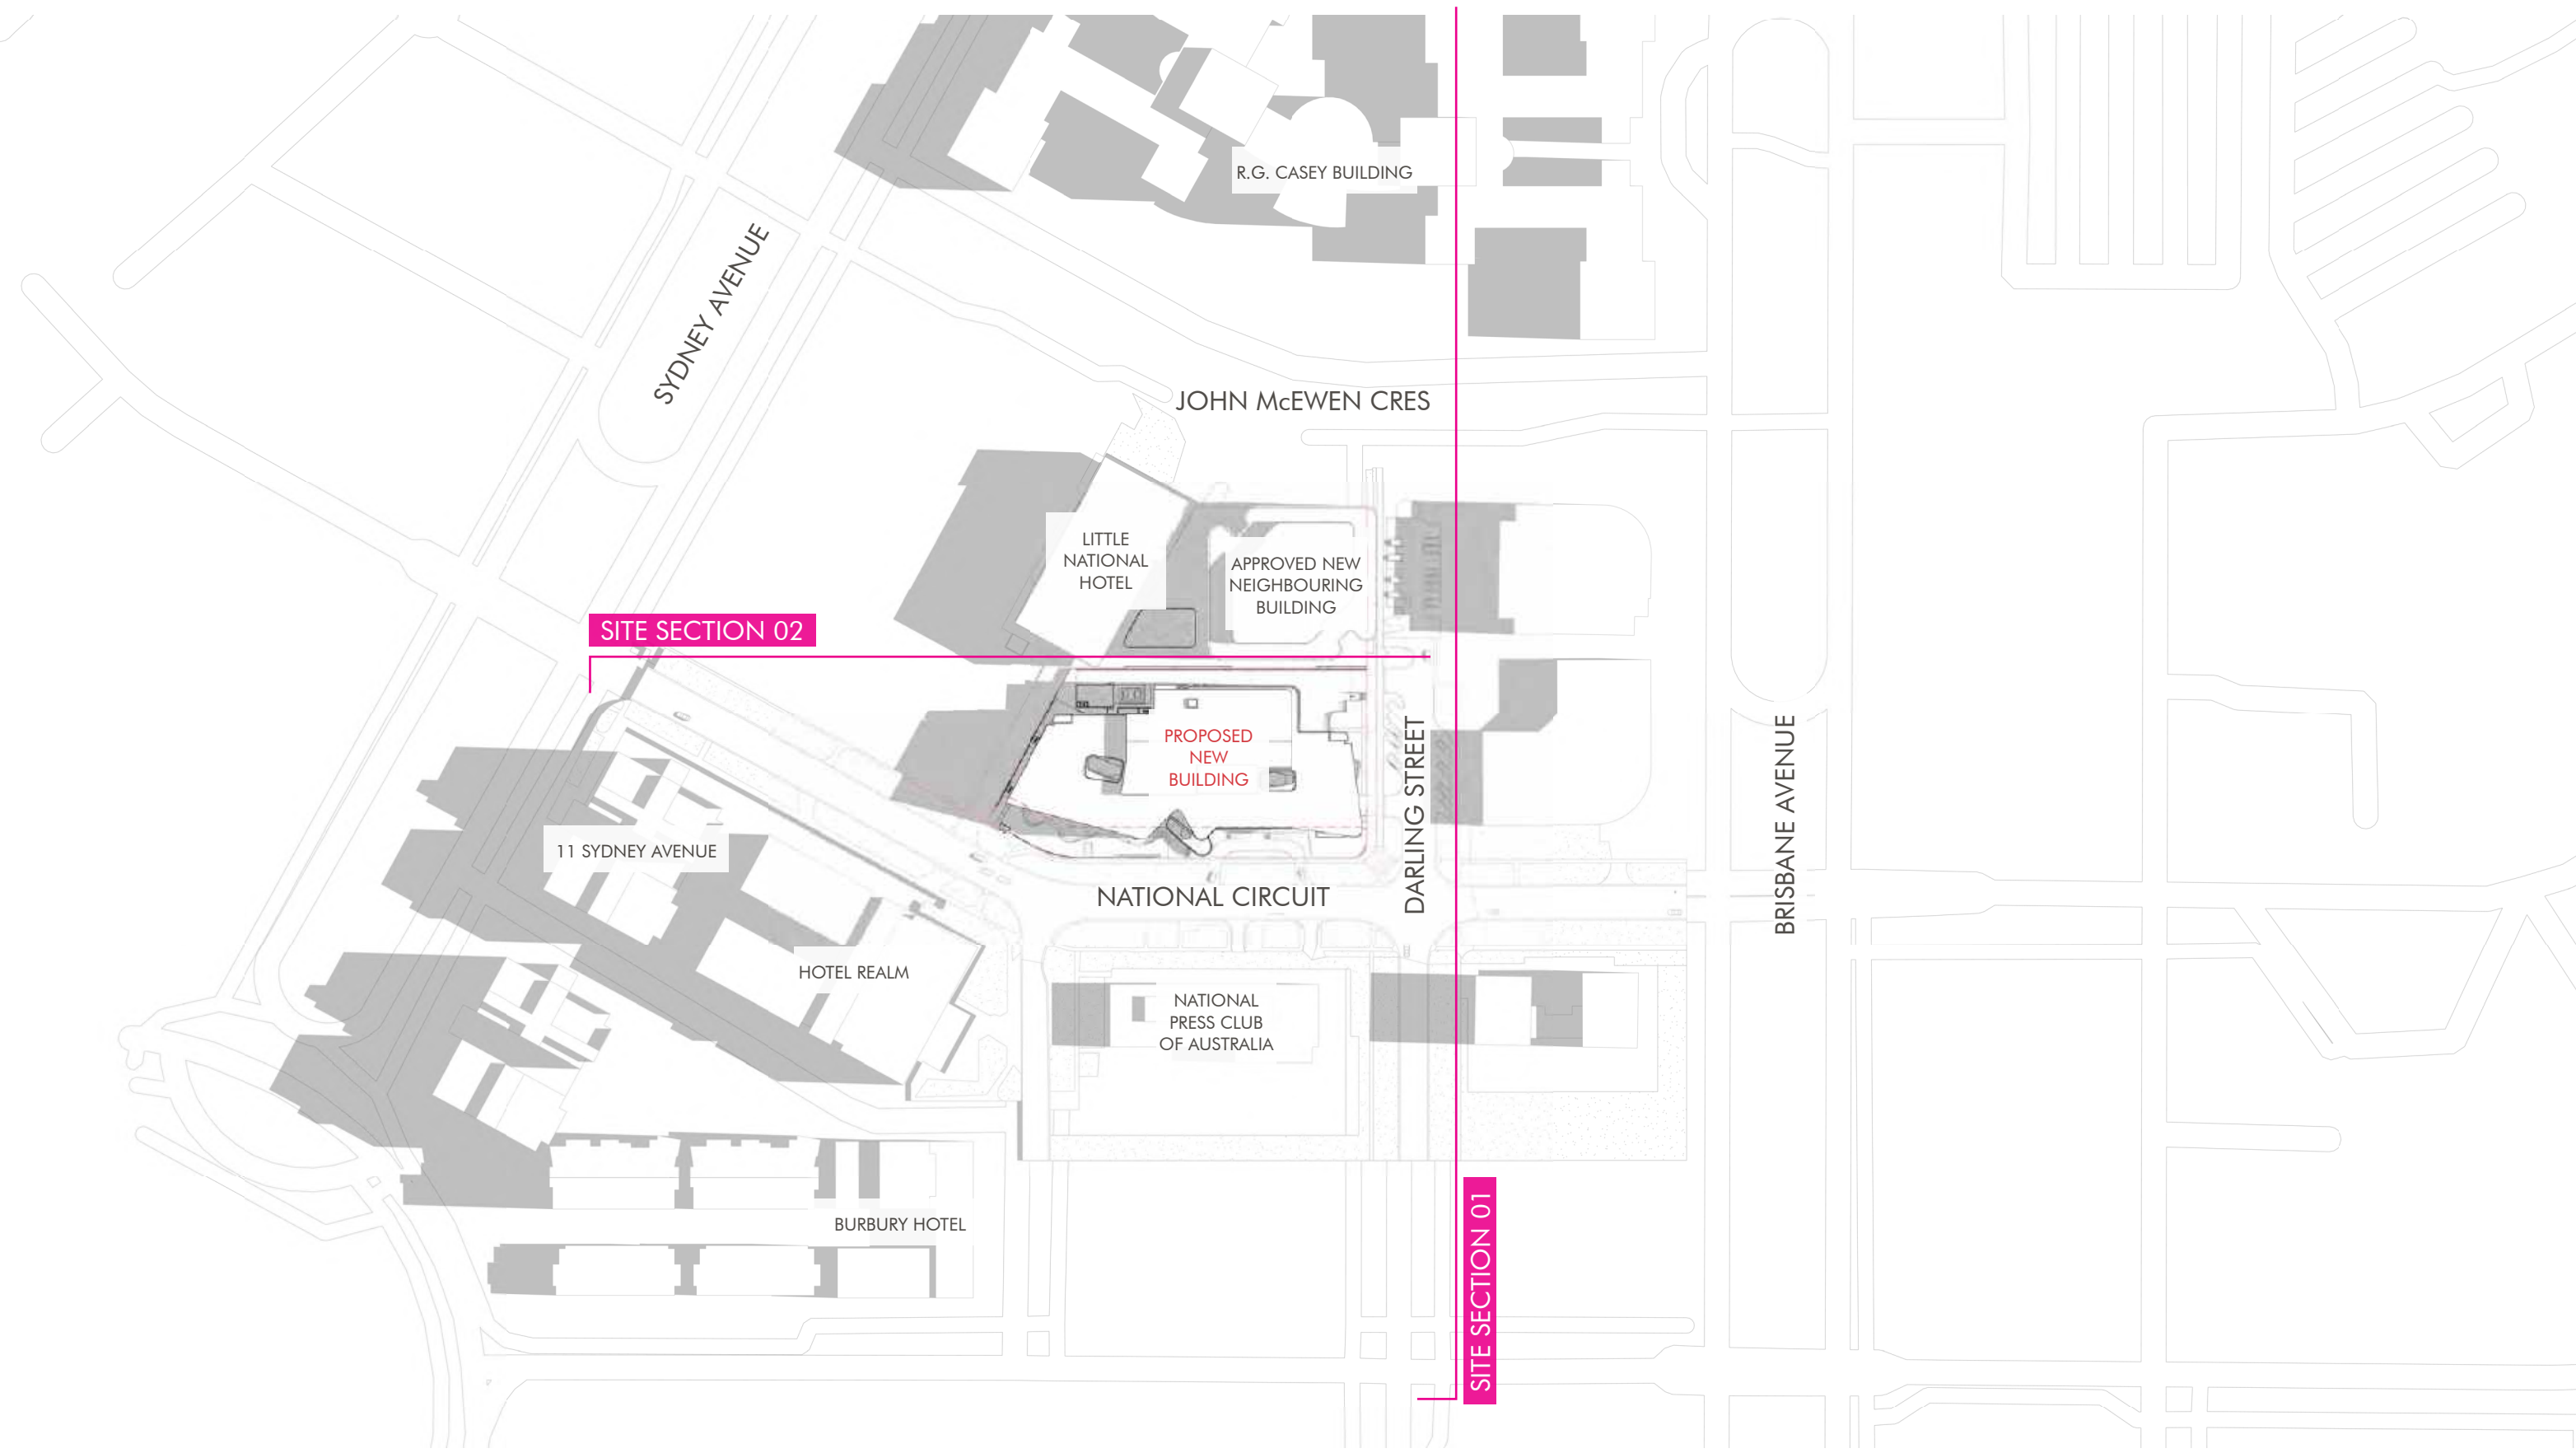 R.G. CASEY BUILDING
SYDNEY AVENUE
JOHN McEWEN CRES
LITTLE
NATIONAL
HOTEL
APPROVED NEW
NEIGHBOURING
BUILDING
SITE SECTION 02
PROPOSED
NEW
BUILDING
DARLING STREET
BRISBANE AVENUE
11 SYDNEY AVENUE
NATIONAL CIRCUIT
HOTEL REALM
NATIONAL
PRESS CLUB
OF AUSTRALIA
BURBURY HOTEL
SITE SECTION 01